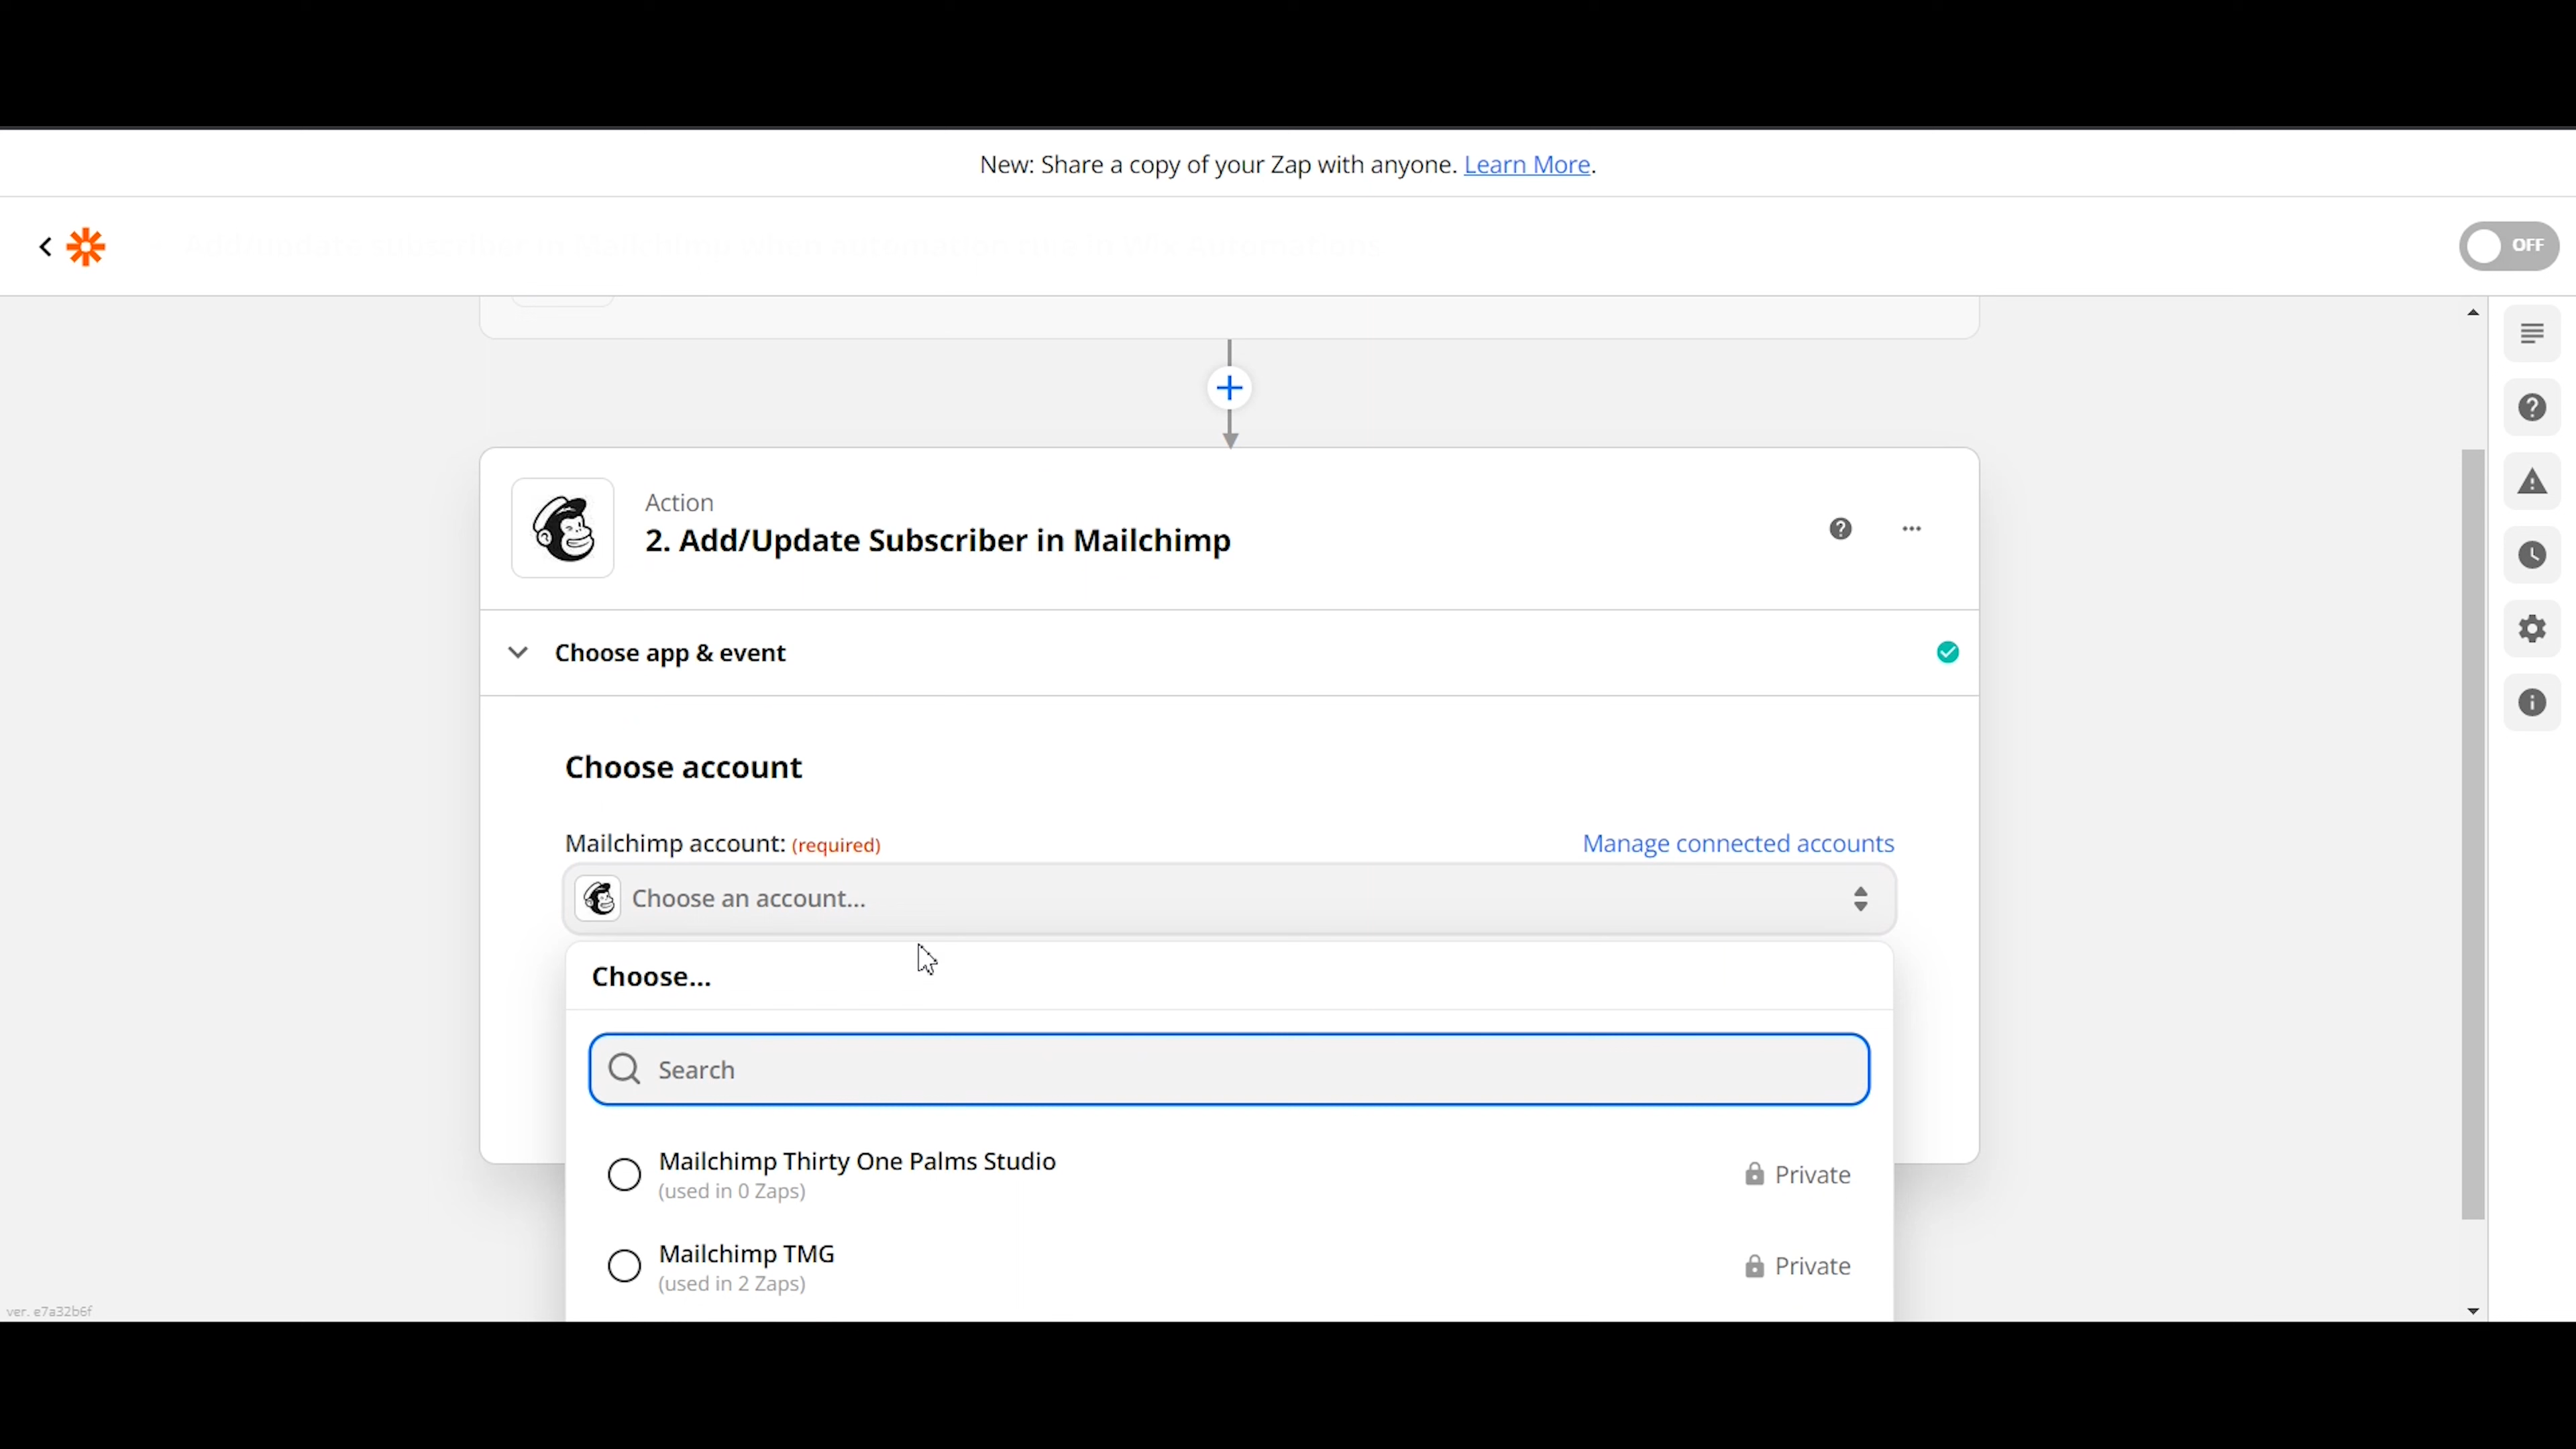 New: Share a copy of your Zap with anyone. Learn More.
OFF
Action
2. Add/Update Subscriber in Mailchimp
Choose app & event
Choose account
Mailchimp account: (required)
Manage connected accounts
Choose an account...
Choose...
Search
Mailchimp Thirty One Palms Studio
Private
(used in 0 Zaps)
Mailchimp TMG
Private
(used in 2 Zaps)
ver. e7a32b6f